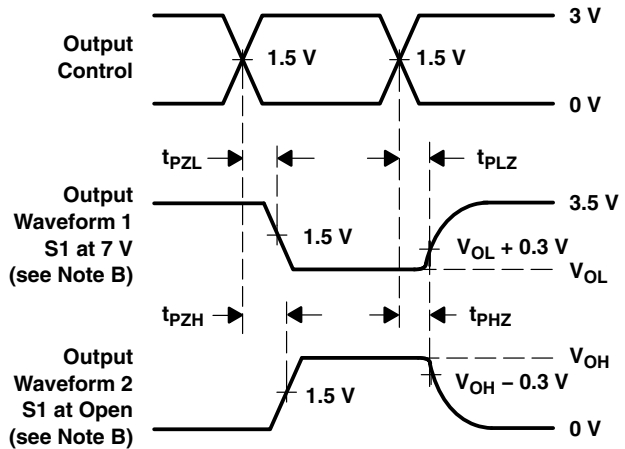 3 V
Output
Control
1.5 V
1.5 V
0 V
tPZL
tPLZ
Output
Waveform 1
S1 at 7 V
(see Note B)
3.5 V
1.5 V
VOL + 0.3 V
VOL
tPZH
tPHZ
Output
Waveform 2
S1 at Open
(see Note B)
VOH
1.5 V
VOH − 0.3 V
0 V